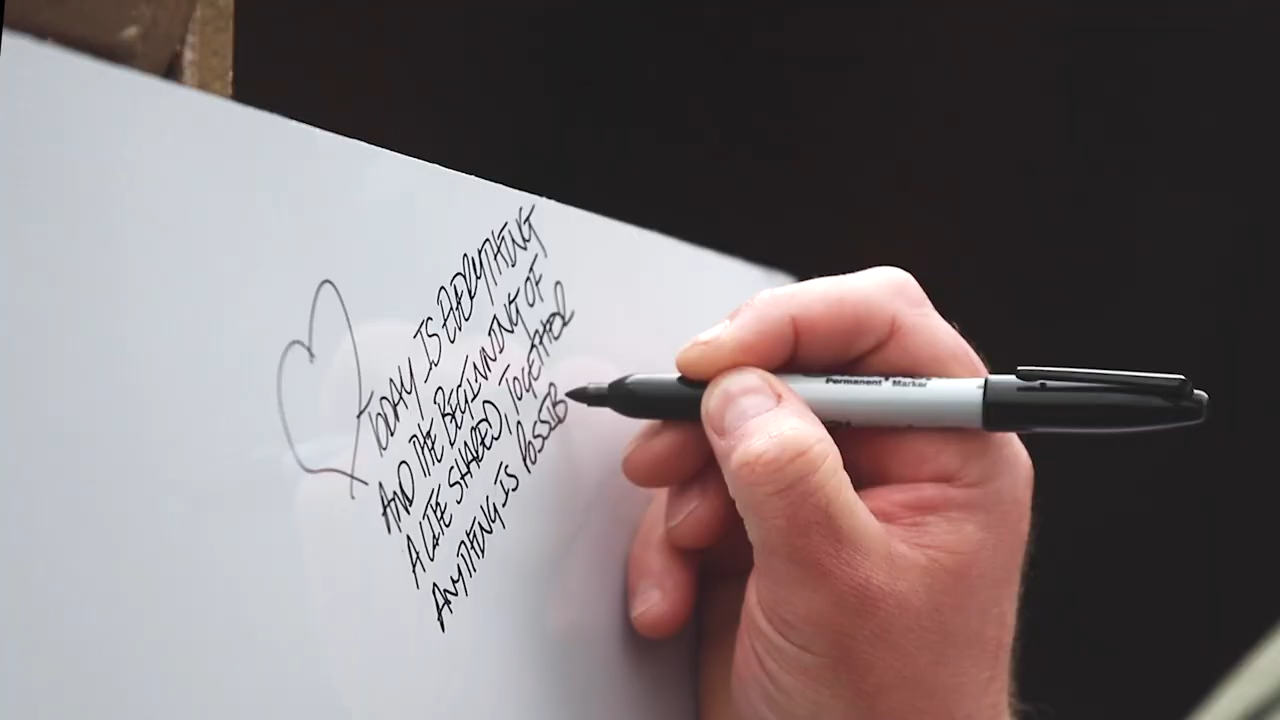 TODAY IS EVERYTHING
AND THE BEGINNING OF
A LIFE SHARED, TOGETHER
ANYTHING IS POSSIB
Permanent Marker